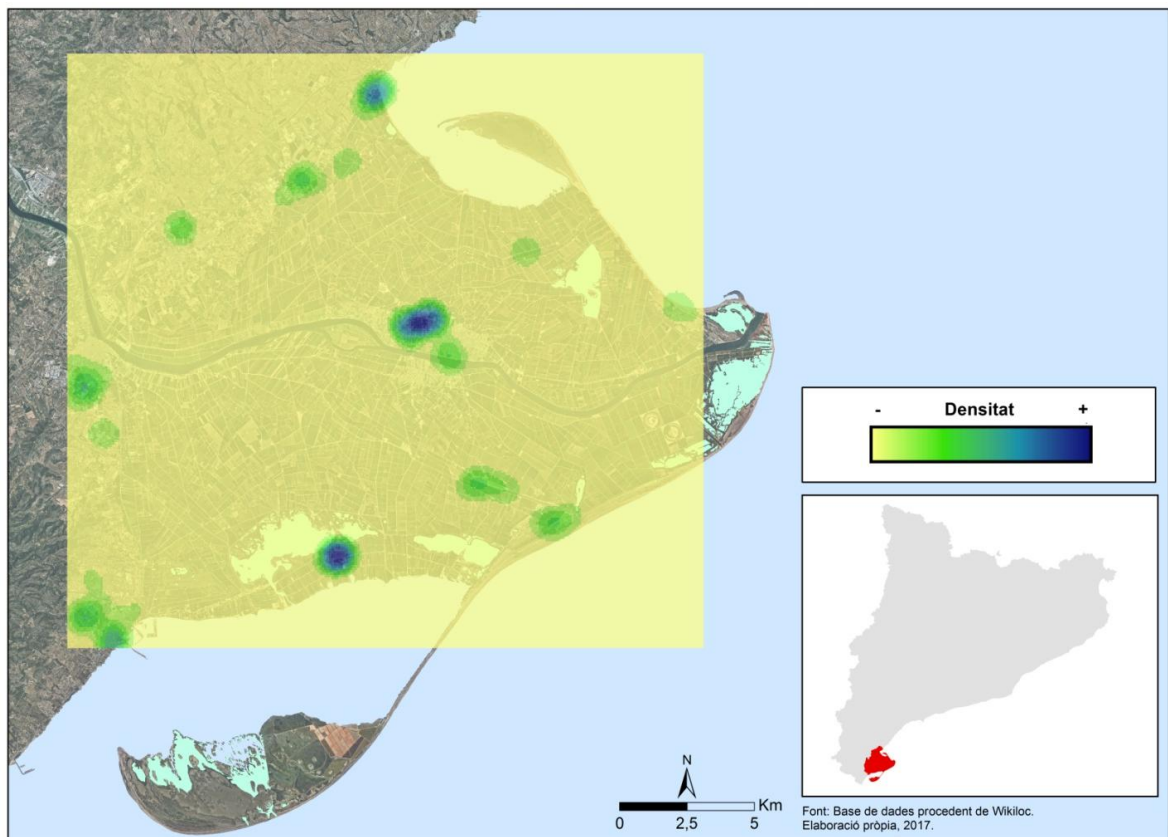 - Densitat +
N
Km
0 2,5 5
Font: Base de dades procedent de Wikiloc.
Elaboració pròpia, 2017.